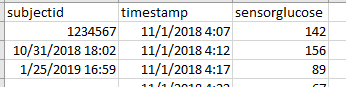 subjectid timestamp sensorglucose
1234567 11/1/2018 4:07 142
10/31/2018 18:02 11/1/2018 4:12 156
1/25/2019 16:59 11/1/2018 4:17 89